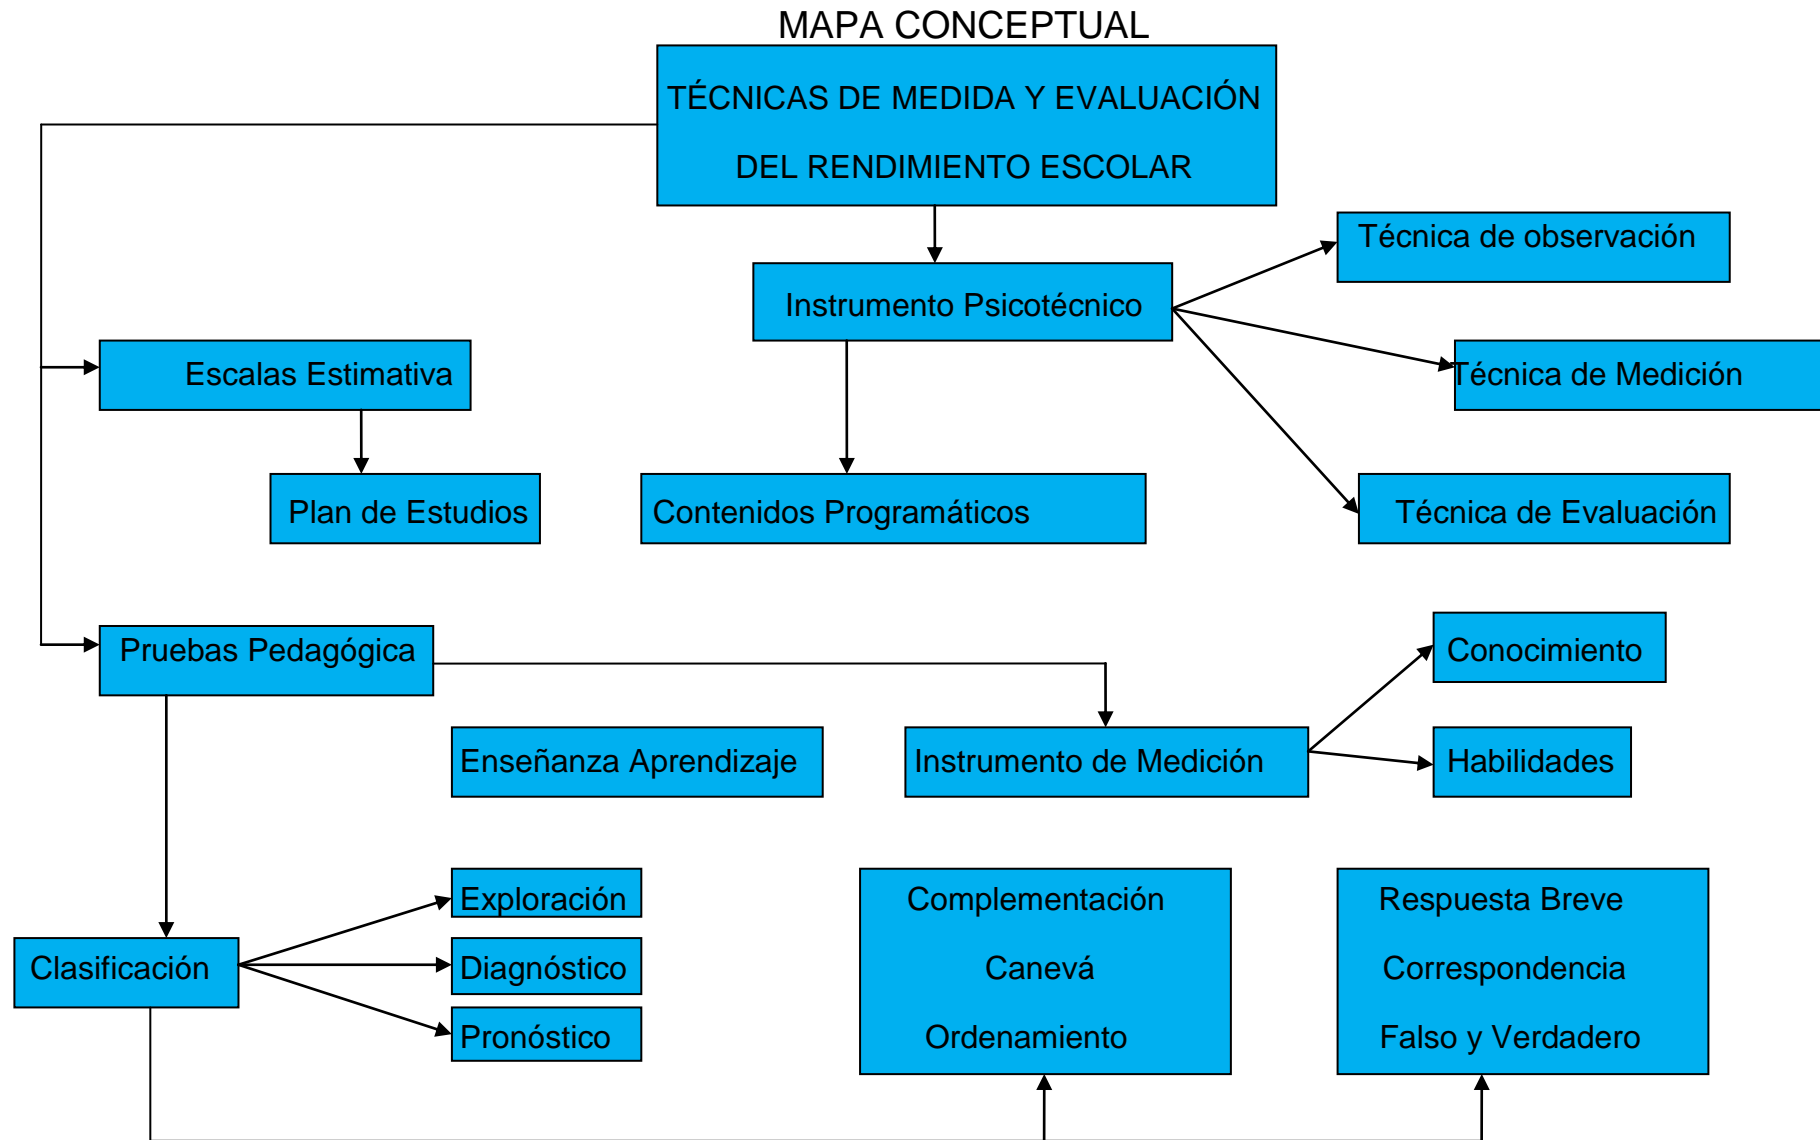 MAPA CONCEPTUAL
TÉCNICAS DE MEDIDA Y EVALUACIÓN
DEL RENDIMIENTO ESCOLAR
Técnica de observación
Instrumento Psicotécnico
Escalas Estimativa
Técnica de Medición
Plan de Estudios
Contenidos Programáticos
Técnica de Evaluación
Pruebas Pedagógica
Conocimiento
Enseñanza Aprendizaje
Instrumento de Medición
Habilidades
Clasificación
Exploración
Diagnóstico
Pronóstico
Complementación
Canevá
Ordenamiento
Respuesta Breve
Correspondencia
Falso y Verdadero